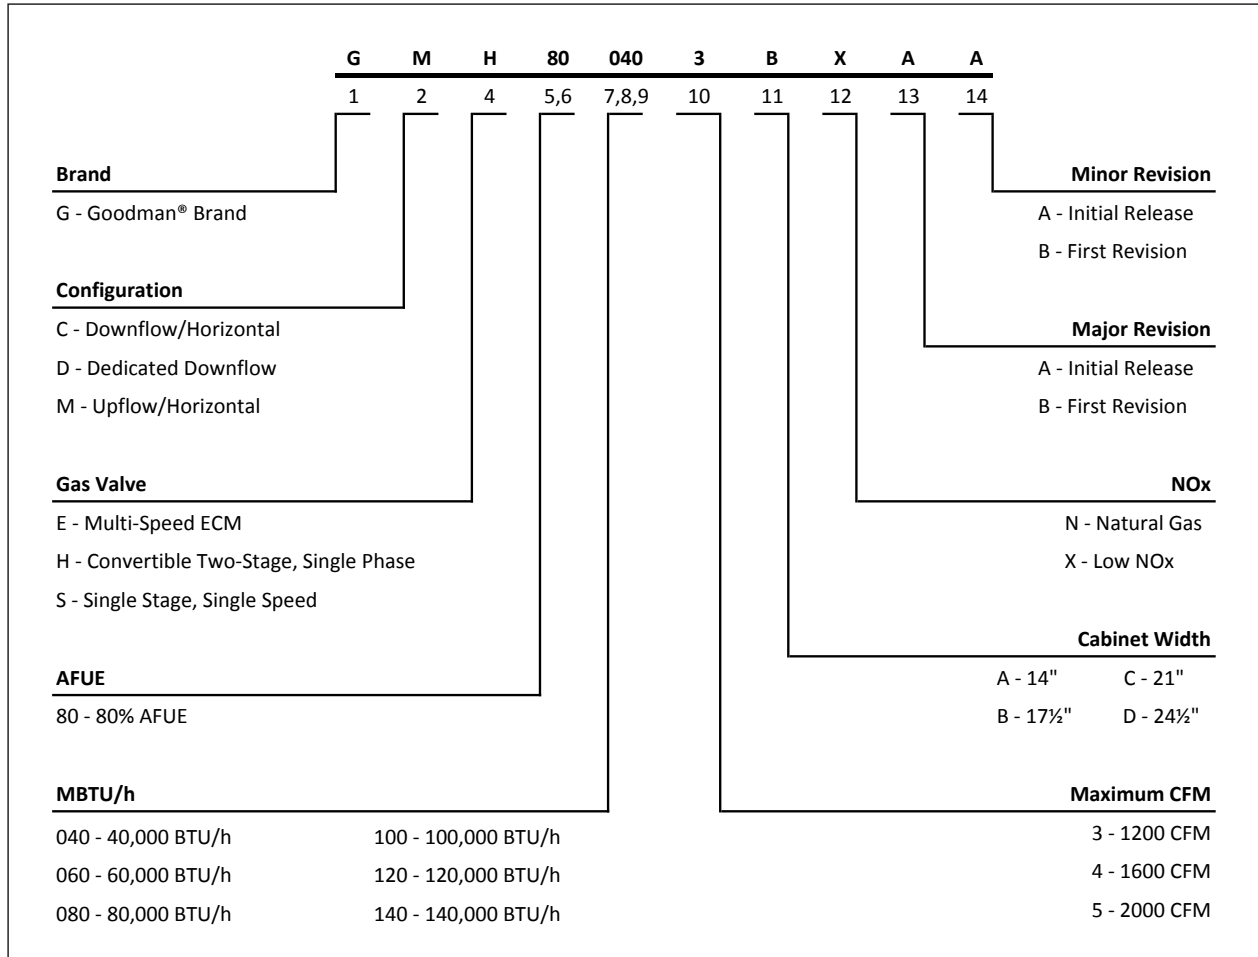 G M H 80 040 3 B X A A
1 2 4 5,6 7,8,9 10 11 12 13 14
Brand
G - Goodman® Brand
Configuration
C - Downflow/Horizontal
D - Dedicated Downflow
M - Upflow/Horizontal
Gas Valve
E - Multi-Speed ECM
H - Convertible Two-Stage, Single Phase
S - Single Stage, Single Speed
AFUE
80 - 80% AFUE
MBTU/h
040 - 40,000 BTU/h 100 - 100,000 BTU/h
060 - 60,000 BTU/h 120 - 120,000 BTU/h
080 - 80,000 BTU/h 140 - 140,000 BTU/h
Minor Revision
A - Initial Release
B - First Revision
Major Revision
A - Initial Release
B - First Revision
NOx
N - Natural Gas
X - Low NOx
Cabinet Width
A - 14" C - 21"
B - 17½" D - 24½"
Maximum CFM
3 - 1200 CFM
4 - 1600 CFM
5 - 2000 CFM